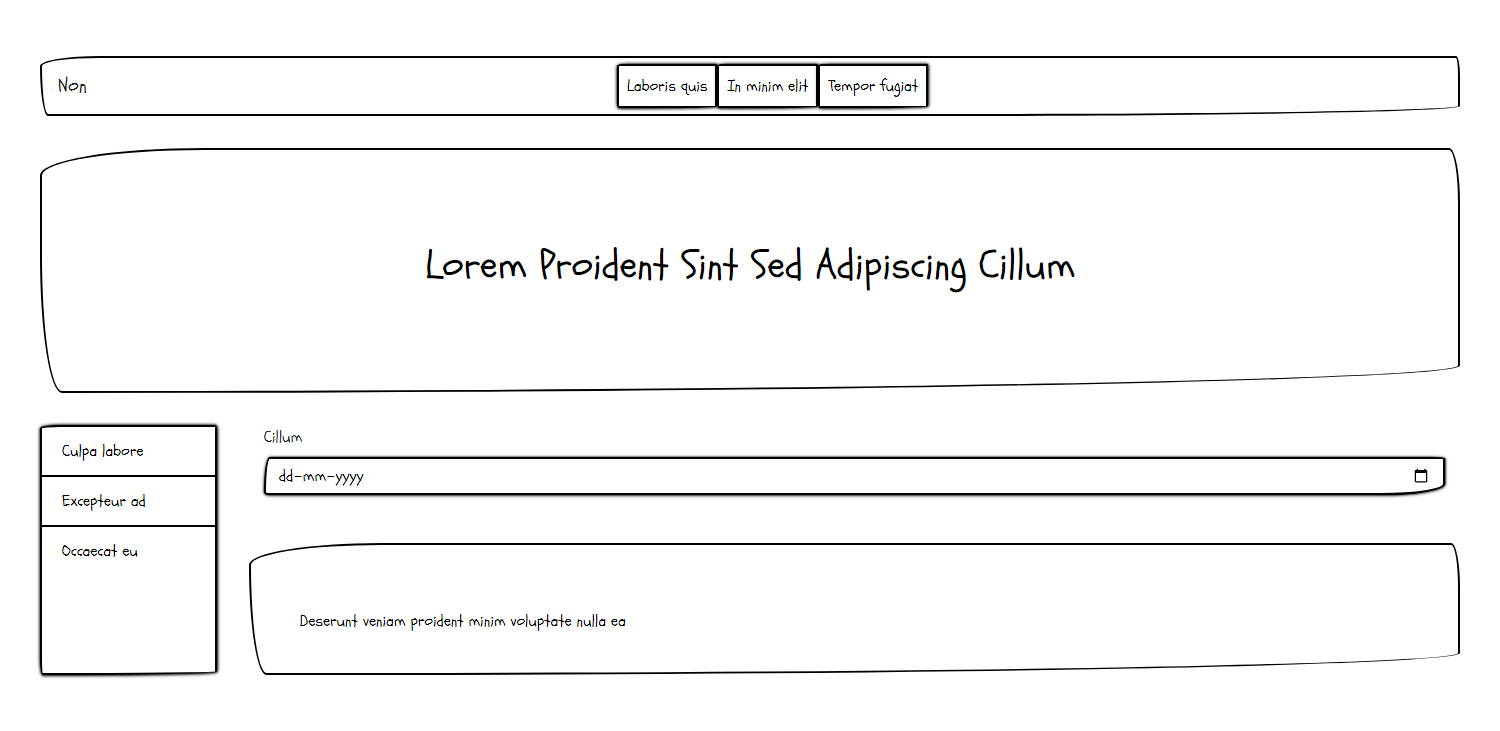 Non
Laboris quis
In minim elit
Tempor fugiat
Lorem Proident Sint Sed Adipiscing Cillum
Culpa labore
Excepteur ad
Occaecat eu
Cillum
dd-mm-yyyy
Deserunt veniam proident minim voluptate nulla ea